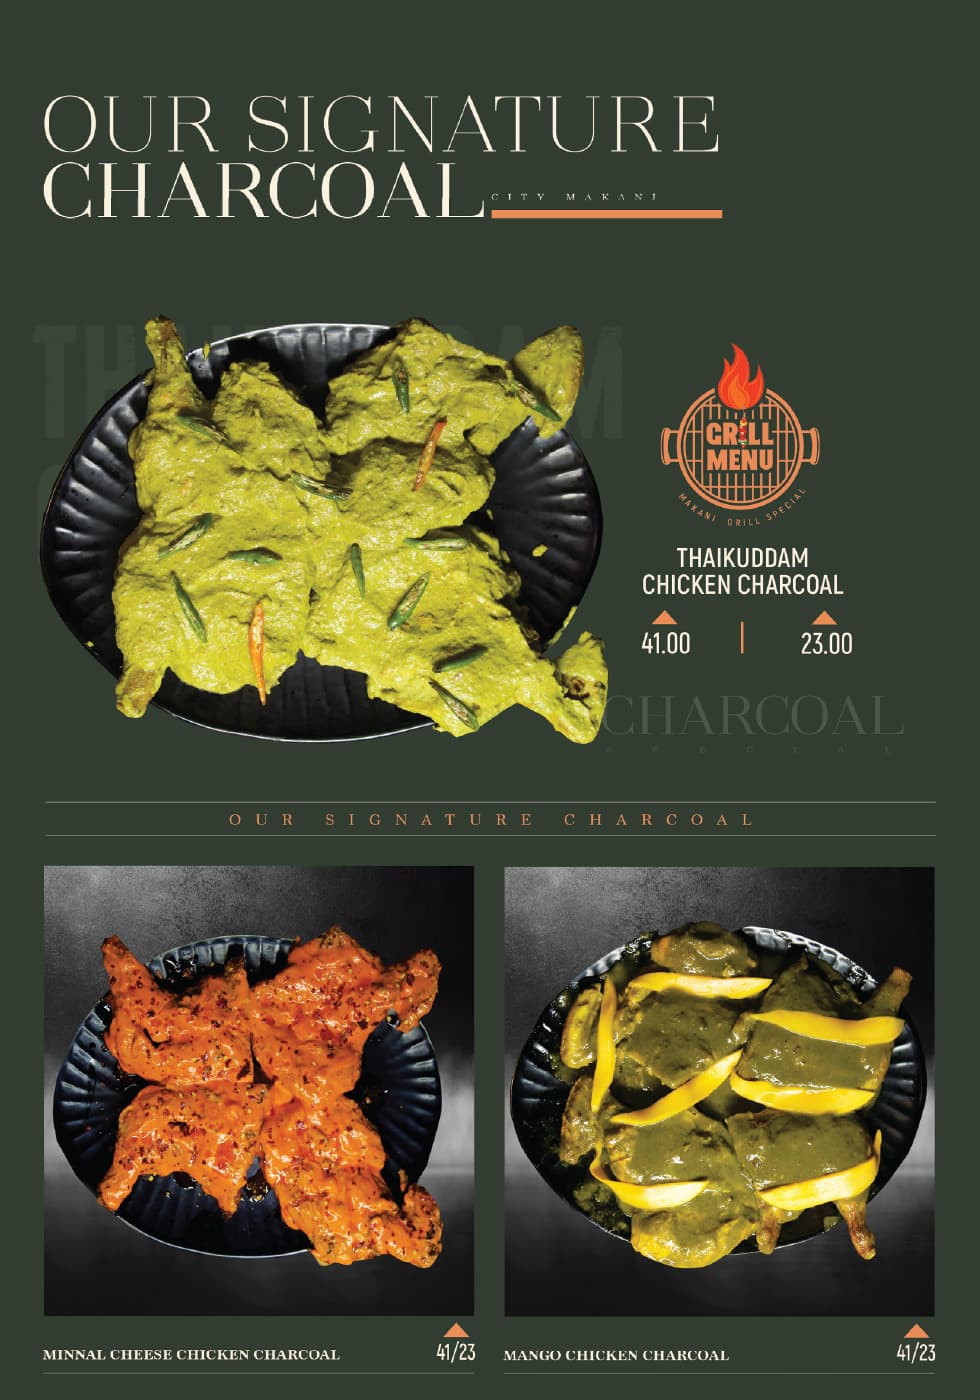 OUR SIGNATURE
CHARCOAL
CITY MAKANI
GRILL
MENU
MAKANI GRILL SPECIAL
THAIKUDDAM
CHICKEN CHARCOAL
41.00 | 23.00
CHARCOAL
OUR SIGNATURE CHARCOAL
MINNAL CHEESE CHICKEN CHARCOAL 41/23
MANGO CHICKEN CHARCOAL 41/23